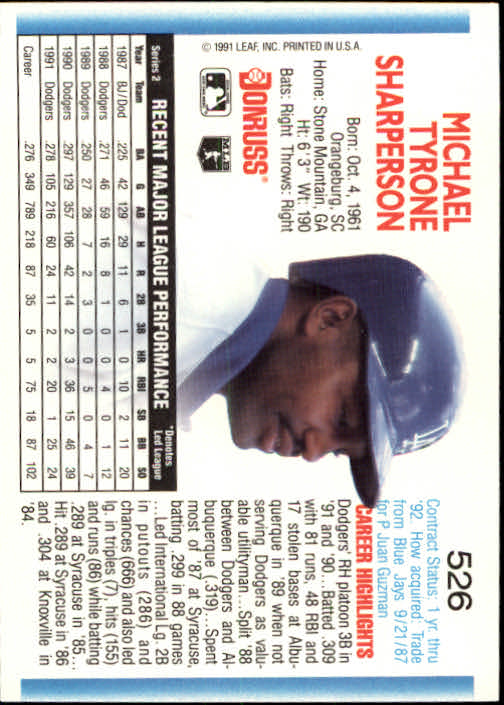 526
MICHAEL
TYRONE
SHARPERSON
Born: Oct. 4, 1961
Orangeburg, SC
Home: Stone Mountain, GA
Ht: 6'3" Wt: 190
Bats: Right Throws: Right
DONRUSS®
MLB
© 1991 LEAF, INC. PRINTED IN U.S.A.
Contract Status: 1 yr. thru
'92. How acquired: Trade
from Blue Jays 9/21/87
for P Juan Guzman
CAREER HIGHLIGHTS
Dodgers' RH platoon 3B in
'91 and '90... Batted .309
with 81 runs, 48 RBI and
17 stolen bases at Albu-
querque in '89 when not
serving Dodgers as valu-
able utilityman...Split '88
between Dodgers and Al-
buquerque (.319)...Spent
most of '87 at Syracuse,
batting .299 in 88 games
...Led International Lg. 2B
in putouts (286) and
chances (666) and also led
lg. in triples (7), hits (155)
and runs (86) while batting
.289 at Syracuse in '85...
Hit .289 at Syracuse in '86
and .304 at Knoxville in
'84.
Series 2 RECENT MAJOR LEAGUE PERFORMANCE *Denotes
Led League
Year Team BA G AB H R 2B 3B HR RBI SB BB SO
1987 BJ/Dod .225 42 129 29 11 6 1 0 10 2 11 20
1988 Dodgers .271 46 59 16 8 1 0 0 4 0 1 12
1989 Dodgers .250 27 28 7 2 3 0 0 5 0 4 7
1990 Dodgers .297 129 357 106 42 14 2 3 36 15 46 39
1991 Dodgers .278 105 216 60 24 11 2 2 20 1 25 24
Career .276 349 789 218 87 35 5 5 75 18 87 102